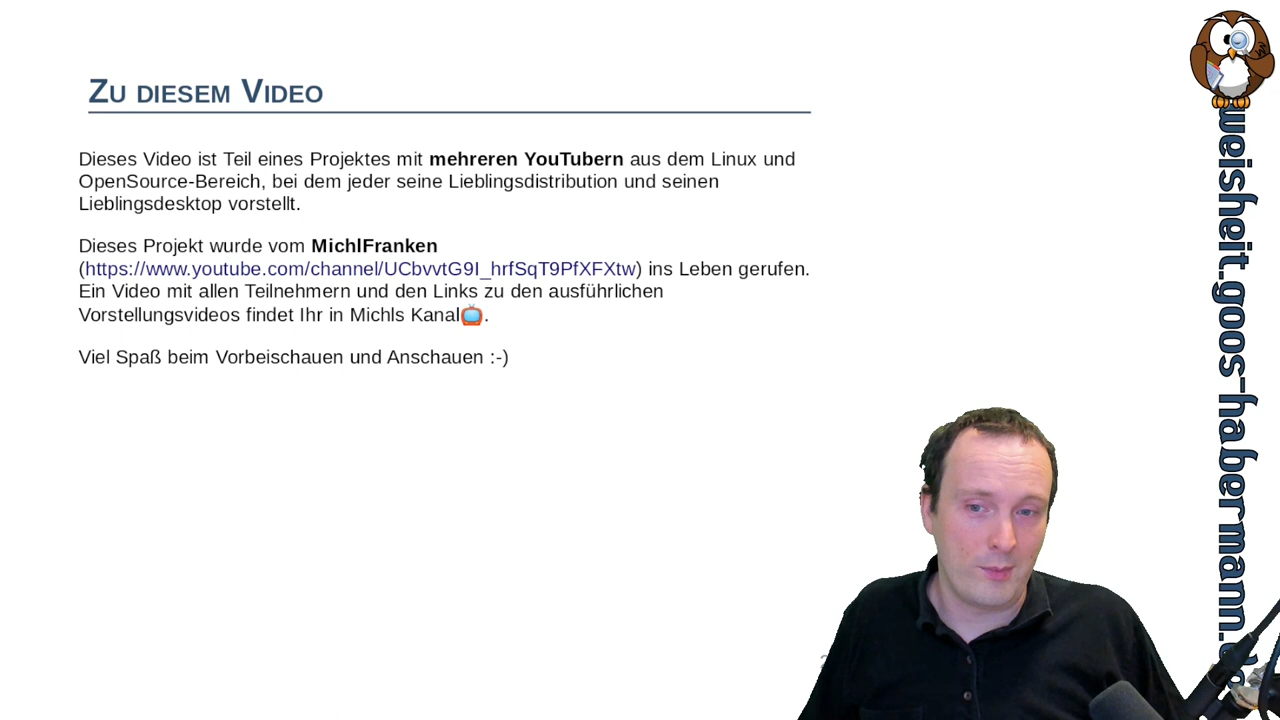 Zu diesem Video
Dieses Video ist Teil eines Projektes mit mehreren YouTubern aus dem Linux und
OpenSource-Bereich, bei dem jeder seine Lieblingsdistribution und seinen
Lieblingsdesktop vorstellt.
Dieses Projekt wurde vom MichlFranken
(https://www.youtube.com/channel/UCbvvtG9I_hrfSqT9PfXFXtw) ins Leben gerufen.
Ein Video mit allen Teilnehmern und den Links zu den ausführlichen
Vorstellungsvideos findet Ihr in Michls Kanal📺.
Viel Spaß beim Vorbeischauen und Anschauen :-)
weisheit.goos-habermann.de